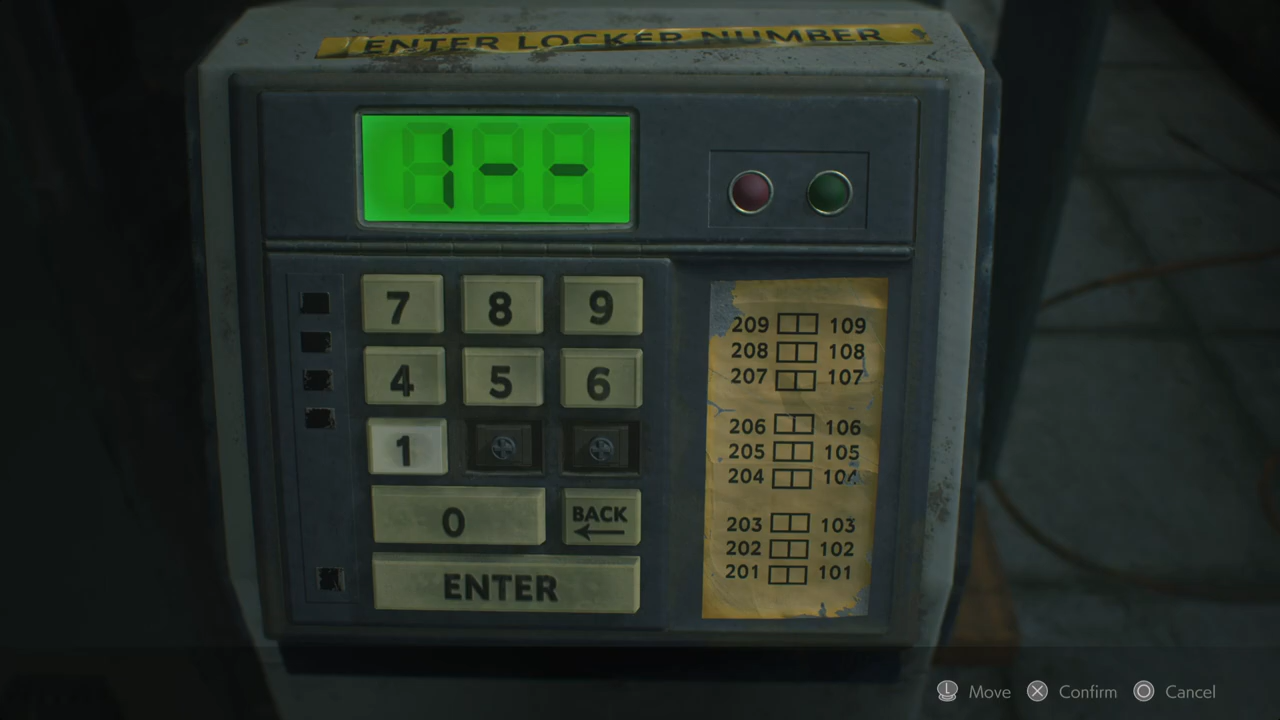 ENTER LOCKER NUMBER
1--
7 8 9
4 5 6
1
0 BACK
ENTER
209 109
208 108
207 107
206 106
205 105
204 104
203 103
202 102
201 101
L Move Confirm Cancel